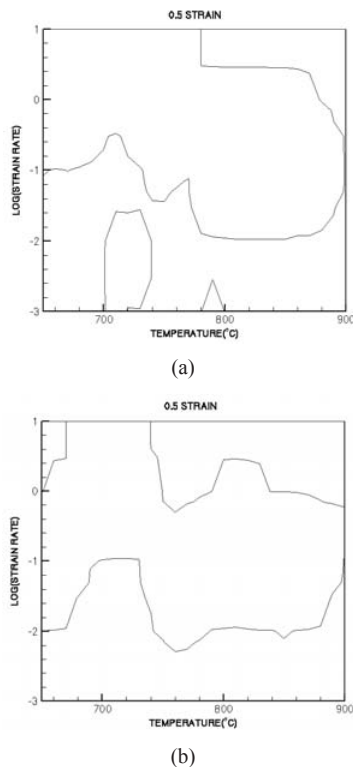 0.5 STRAIN
LOG(STRAIN RATE)
1
0
-1
-2
-3
700
800
900
TEMPERATURE(°C)
(a)
0.5 STRAIN
LOG(STRAIN RATE)
1
0
-1
-2
-3
700
800
900
TEMPERATURE(°C)
(b)